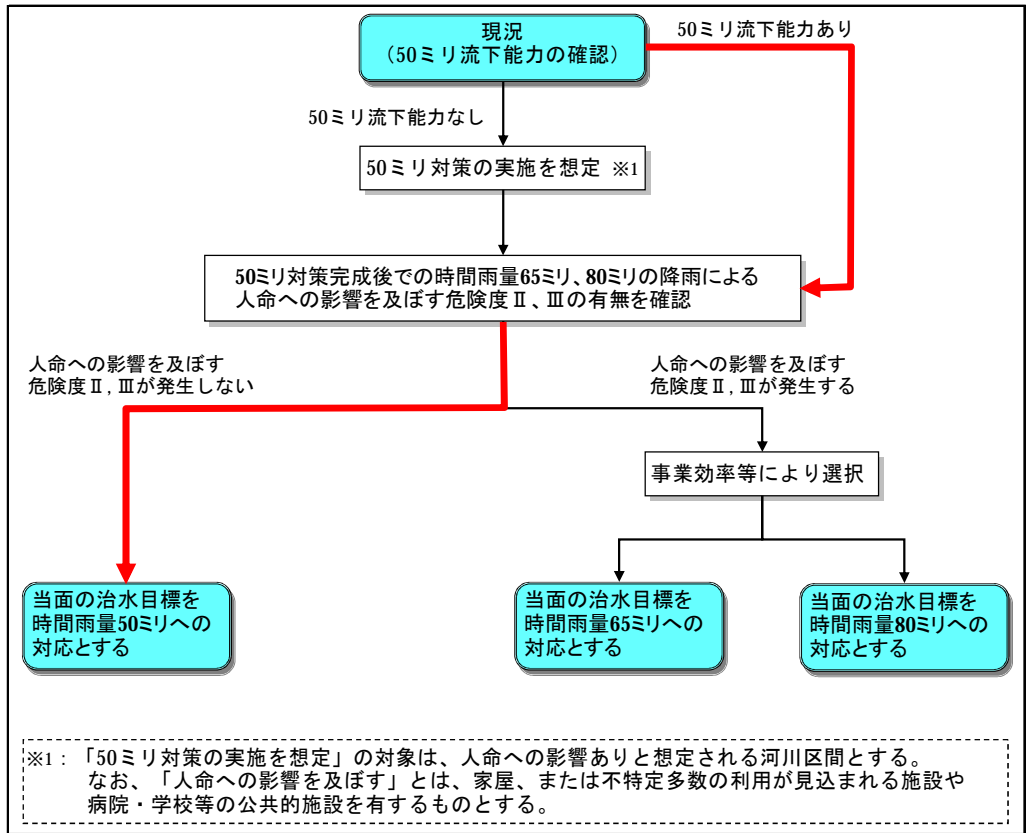 現況
（50ミリ流下能力の確認）
50ミリ流下能力あり
50ミリ流下能力なし
50ミリ対策の実施を想定 ※1
50ミリ対策完成後での時間雨量65ミリ、80ミリの降雨による
人命への影響を及ぼす危険度Ⅱ、Ⅲの有無を確認
人命への影響を及ぼす
危険度Ⅱ,Ⅲが発生しない
人命への影響を及ぼす
危険度Ⅱ,Ⅲが発生する
事業効率等により選択
当面の治水目標を
時間雨量50ミリへの
対応とする
当面の治水目標を
時間雨量65ミリへの
対応とする
当面の治水目標を
時間雨量80ミリへの
対応とする
※1：「50ミリ対策の実施を想定」の対象は、人命への影響ありと想定される河川区間とする。
なお、「人命への影響を及ぼす」とは、家屋、または不特定多数の利用が見込まれる施設や
病院・学校等の公共的施設を有するものとする。